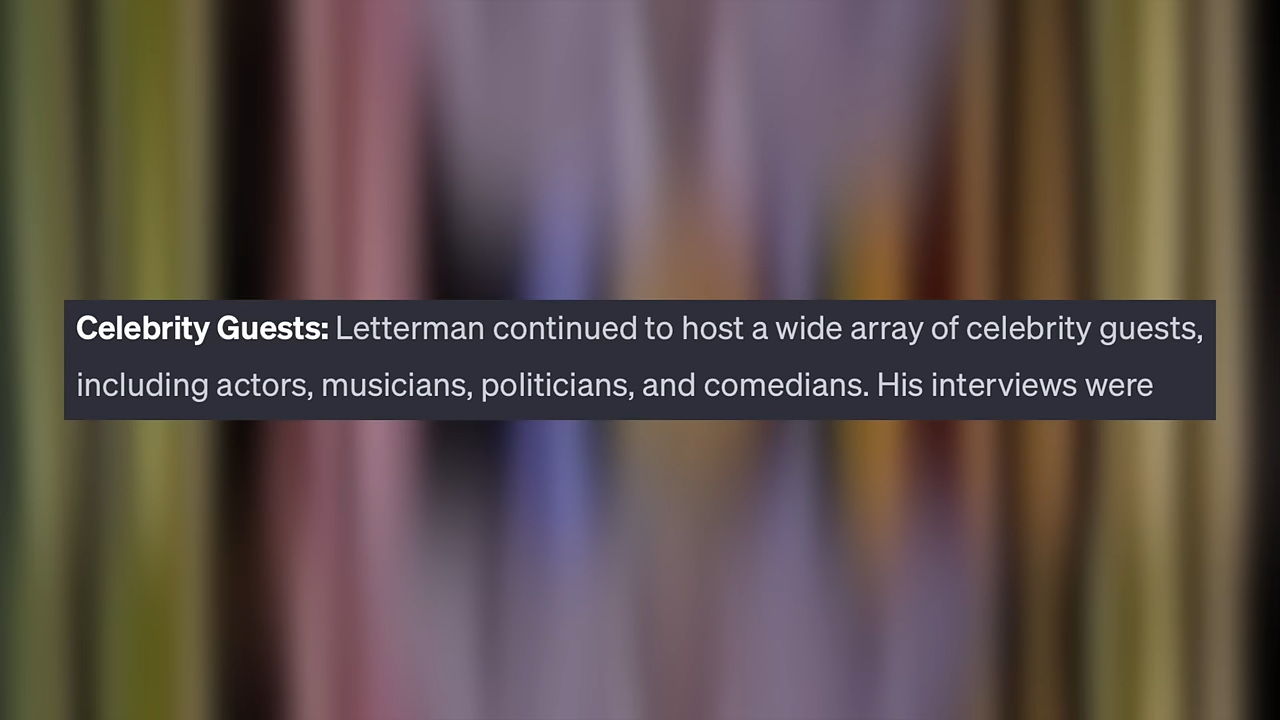 Celebrity Guests: Letterman continued to host a wide array of celebrity guests,
including actors, musicians, politicians, and comedians. His interviews were